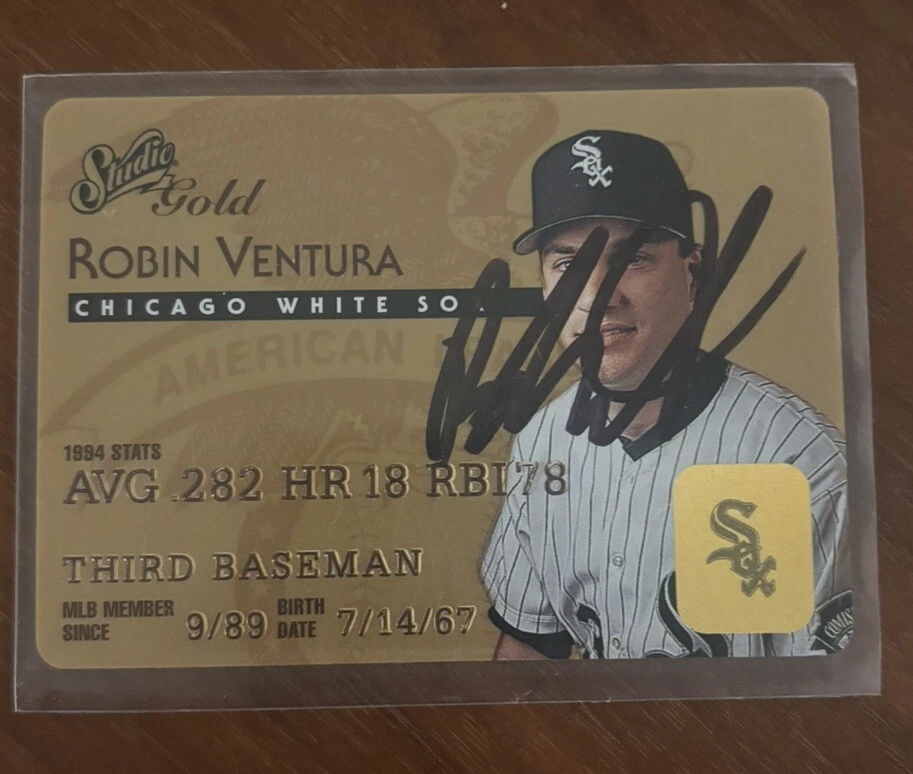 Studio
Gold
ROBIN VENTURA
CHICAGO WHITE SO
AMERICAN
1994 STATS
AVG .282 HR 18 RBI 78
THIRD BASEMAN
MLB MEMBER SINCE 9/89 BIRTH DATE 7/14/67
Sox
Sox